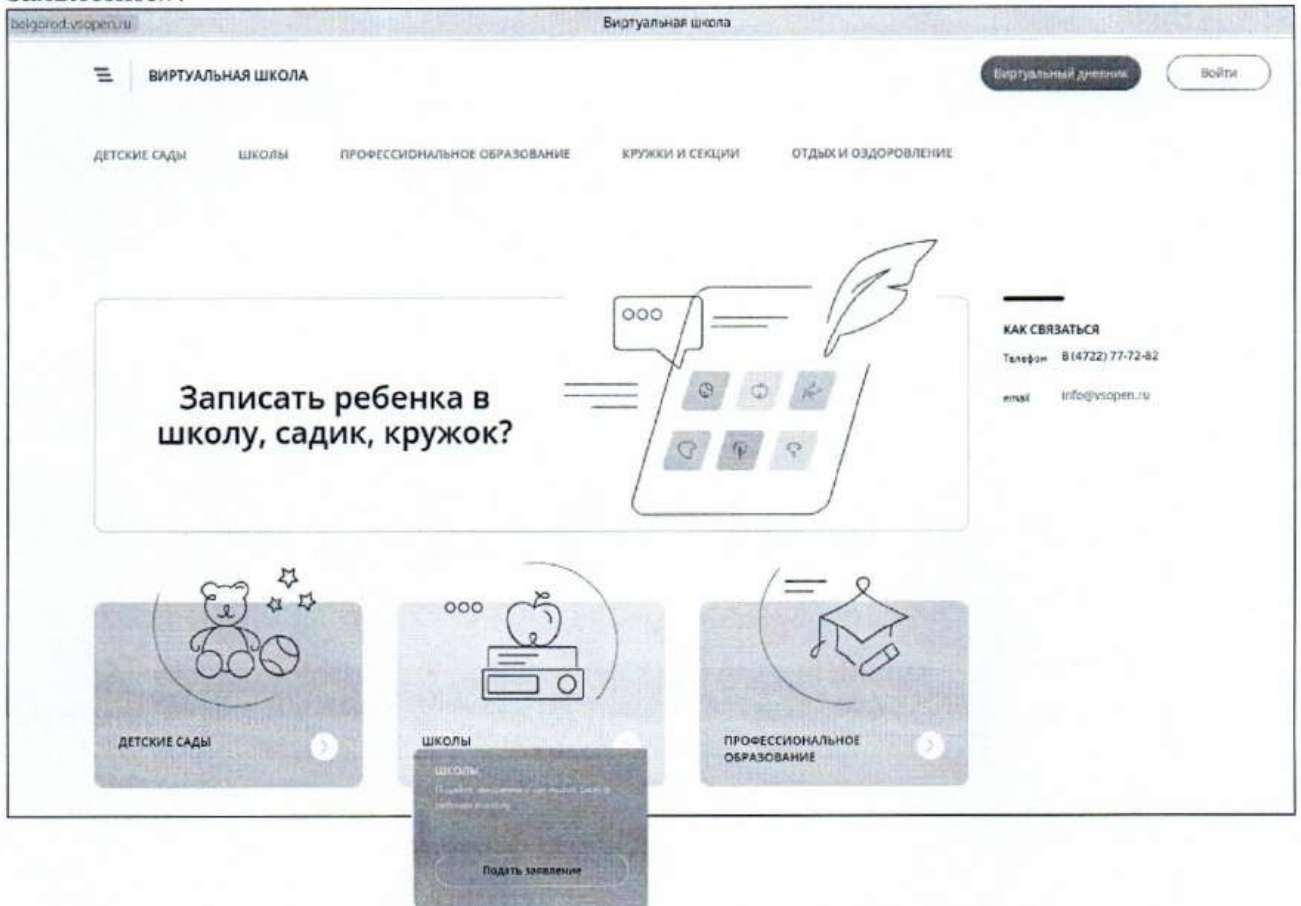 belgorod.vsopen.ru
Виртуальная школа
ВИРТУАЛЬНАЯ ШКОЛА
Виртуальный дневник
Войти
ДЕТСКИЕ САДЫ
ШКОЛЫ
ПРОФЕССИОНАЛЬНОЕ ОБРАЗОВАНИЕ
КРУЖКИ И СЕКЦИИ
ОТДЫХ И ОЗДОРОВЛЕНИЕ
Записать ребенка в
школу, садик, кружок?
КАК СВЯЗАТЬСЯ
Телефон 8 (4722) 77-72-82
email info@vsopen.ru
ДЕТСКИЕ САДЫ
ШКОЛЫ
ПРОФЕССИОНАЛЬНОЕ
ОБРАЗОВАНИЕ
ШКОЛЫ
Подать заявление